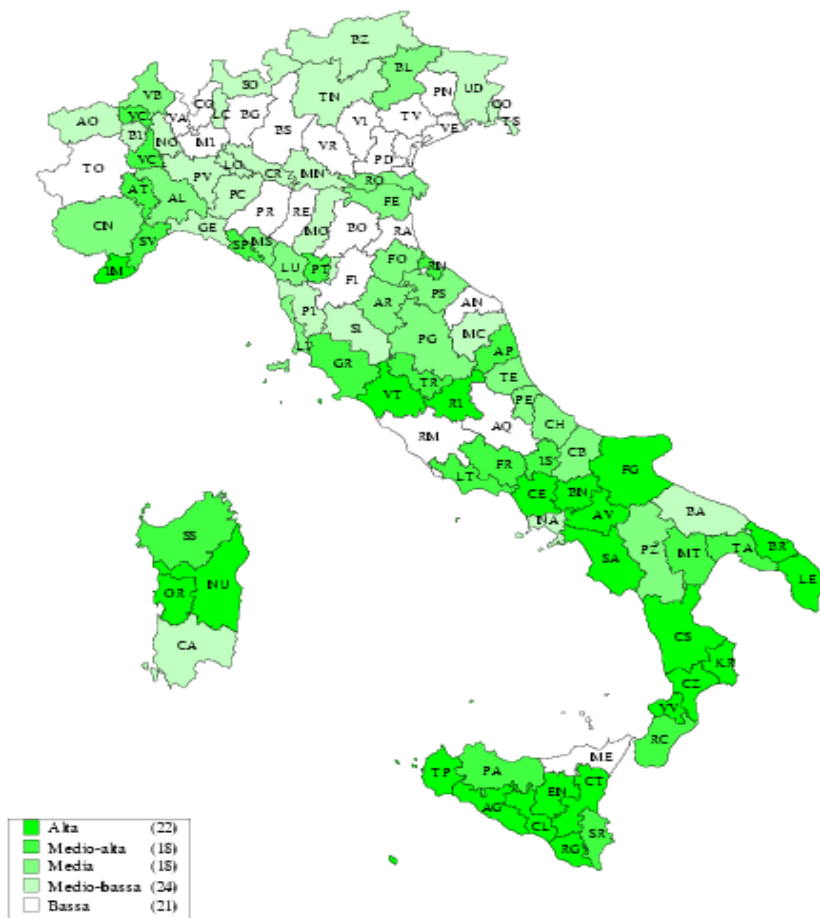 BZ
BL
SO
TN
UD
PN
VB
CO
LC
BG
GO
TS
AO
VC
VA
BS
VI
TV
BI
NO
MI
VR
VE
TO
VC
PD
LO
PV
CR
MN
RO
AT
PC
FE
AL
PR
RE
CN
GE
MO
BO
RA
SV
SP
MS
FO
RN
IM
LU
PT
FI
PS
AN
AR
PI
SI
PG
MC
LI
GR
AP
TR
TE
VT
RI
PE
AQ
CH
RM
CB
FG
IS
FR
LT
CE
BN
BA
NA
AV
SS
PZ
MT
TA
BR
SA
LE
OR
NU
CS
CA
KR
CZ
VV
RC
ME
TP
PA
CT
EN
AG
CL
SR
RG
Alta (22)
Medio-alta (18)
Media (18)
Medio-bassa (24)
Bassa (21)